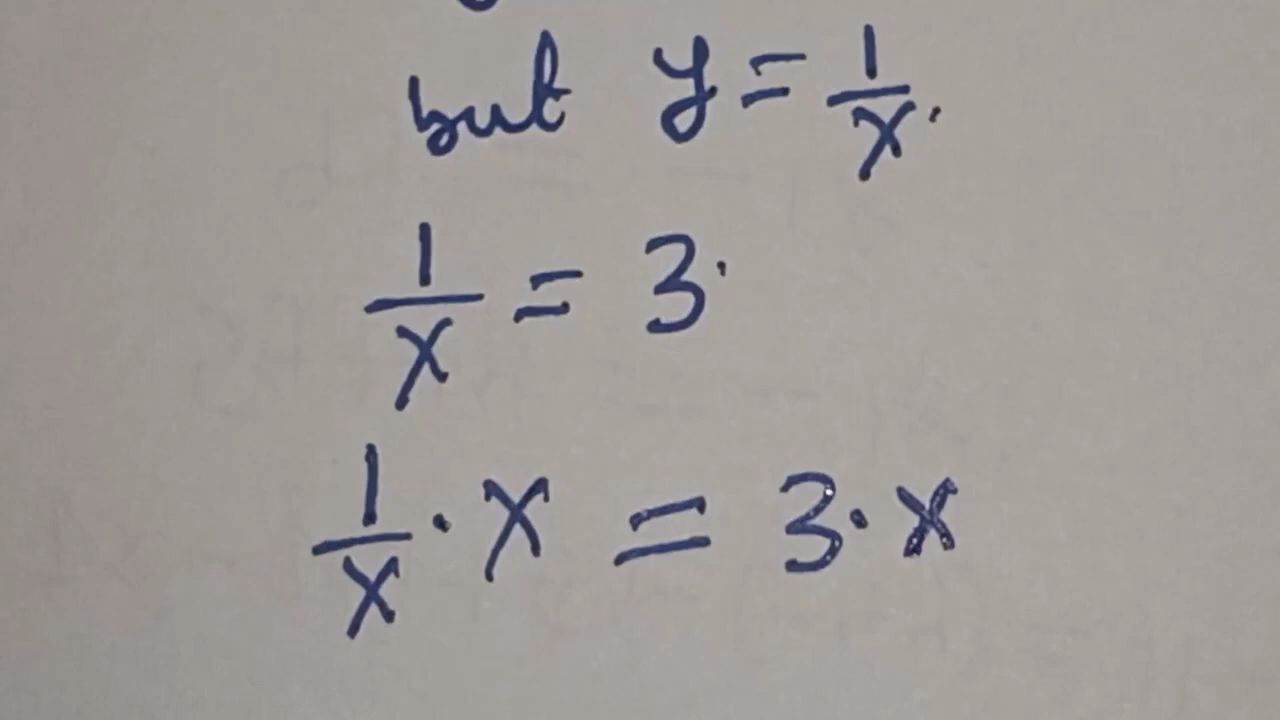 but y = 1/x.
1/x = 3.
1/x · x = 3 · x